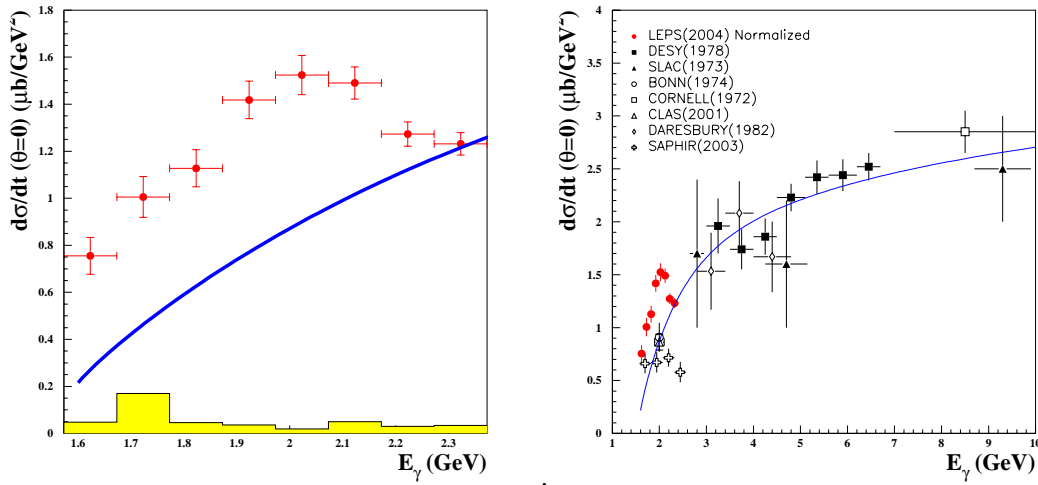 dσ/dt (θ=0) (μb/GeV²)
1.8
1.6
1.4
1.2
1
0.8
0.6
0.4
0.2
0
1.6 1.7 1.8 1.9 2 2.1 2.2 2.3
E_γ (GeV)
dσ/dt (θ=0) (μb/GeV²)
4
3.5
3
2.5
2
1.5
1
0.5
0
LEPS(2004) Normalized
DESY(1978)
SLAC(1973)
BONN(1974)
CORNELL(1972)
CLAS(2001)
DARESBURY(1982)
SAPHIR(2003)
1 2 3 4 5 6 7 8 9 10
E_γ (GeV)